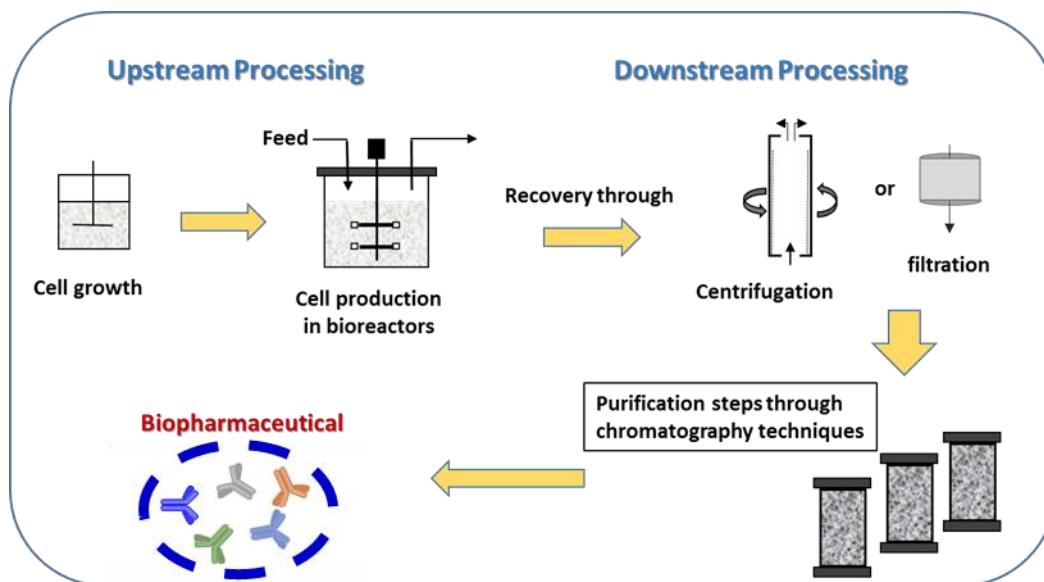 Upstream Processing
Downstream Processing
Feed
Recovery through
or
Cell growth
Cell production
in bioreactors
Centrifugation
filtration
Purification steps through
chromatography techniques
Biopharmaceutical